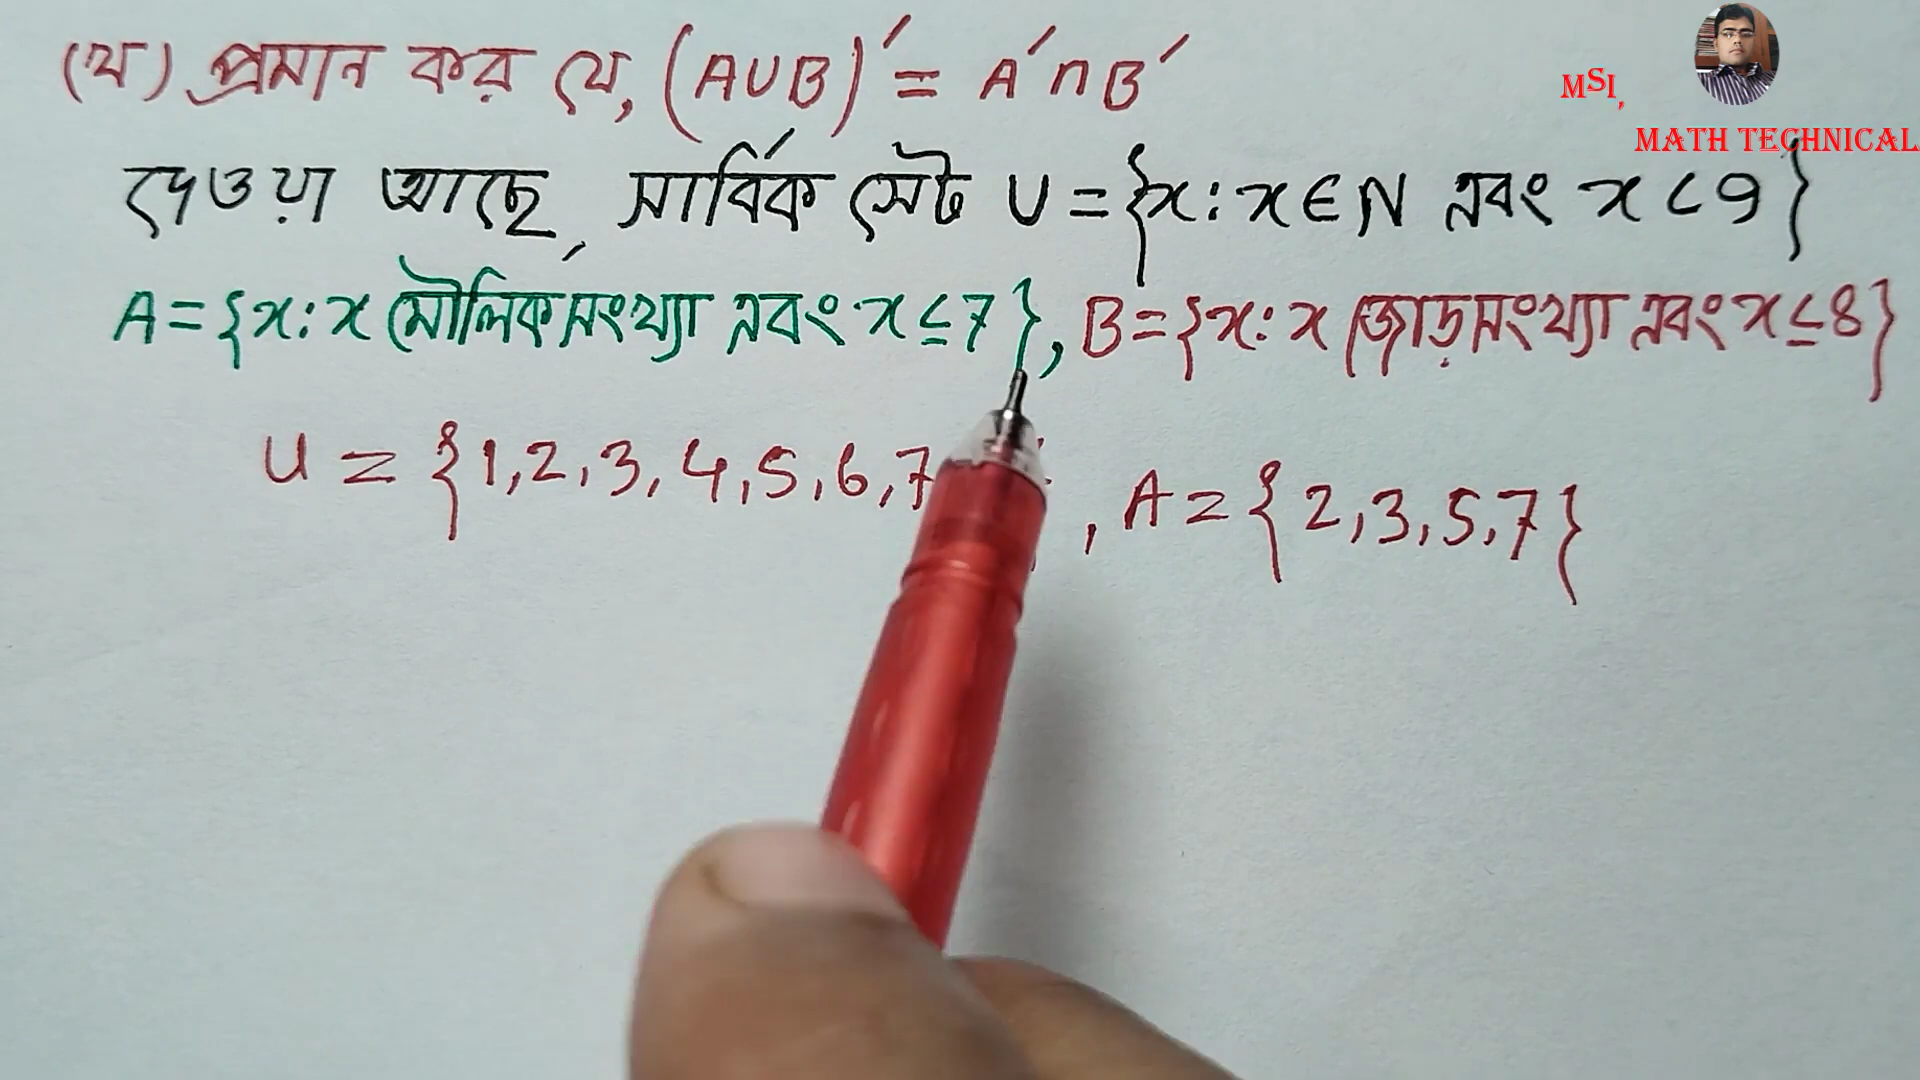 (খ) প্রমান কর যে, (A∪B)′ = A′∩B′
MSI,
MATH TECHNICAL
দেওয়া আছে, সার্বিক সেট U = {x : x ∈ N এবং x < 9}
A = {x : x মৌলিক সংখ্যা এবং x ≤ 7}, B = {x : x জোড় সংখ্যা এবং x ≤ 8}
U = {1, 2, 3, 4, 5, 6, 7
, A = {2, 3, 5, 7}